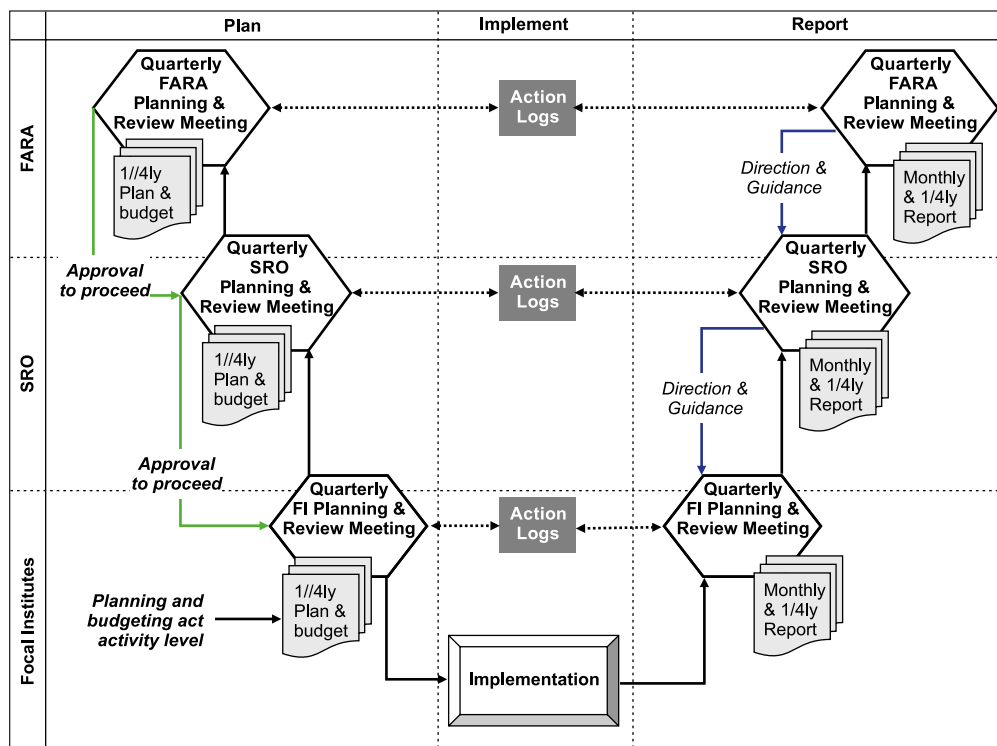 Plan
Implement
Report
FARA
Quarterly
FARA
Planning &
Review Meeting
1//4ly
Plan &
budget
Action
Logs
Quarterly
FARA
Planning &
Review Meeting
Monthly
& 1/4ly
Report
Direction &
Guidance
Approval
to proceed
SRO
Quarterly
SRO
Planning &
Review Meeting
1//4ly
Plan &
budget
Action
Logs
Quarterly
SRO
Planning &
Review Meeting
Monthly
& 1/4ly
Report
Direction &
Guidance
Approval
to proceed
Focal Institutes
Quarterly
FI Planning &
Review Meeting
1//4ly
Plan &
budget
Action
Logs
Quarterly
FI Planning &
Review Meeting
Monthly
& 1/4ly
Report
Planning and
budgeting act
activity level
Implementation